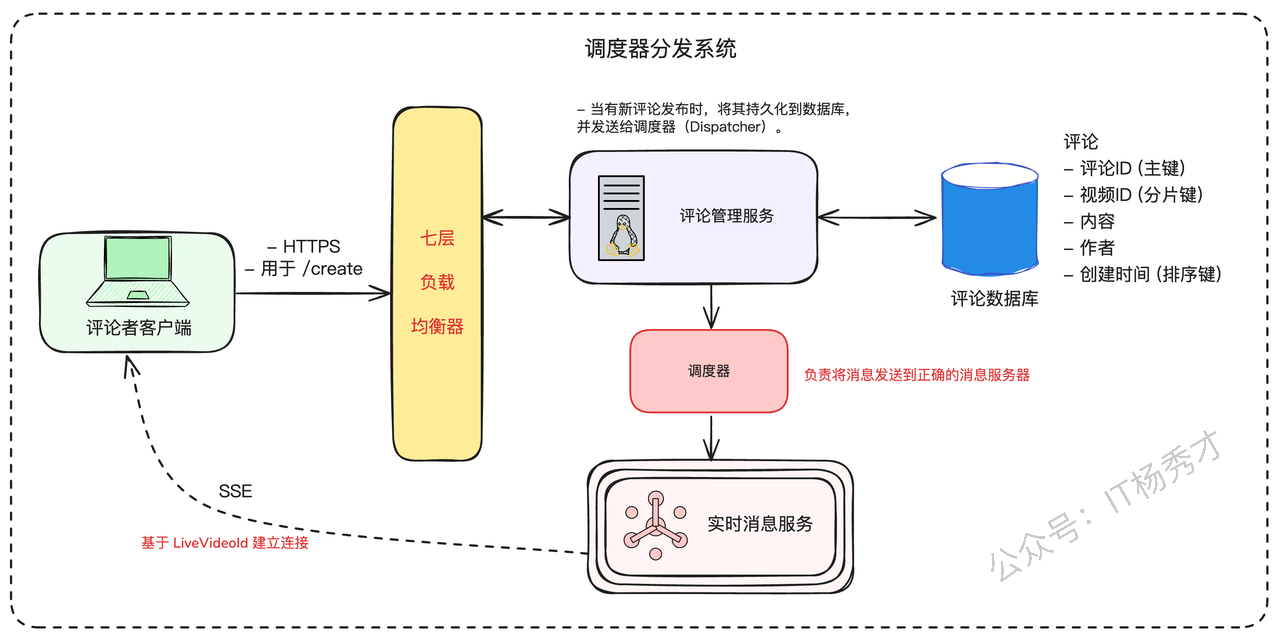 调度器分发系统
– 当有新评论发布时，将其持久化到数据库，
并发送给调度器（Dispatcher）。
评论
– 评论ID (主键)
– 视频ID (分片键)
– 内容
– 作者
– 创建时间 (排序键)
评论管理服务
评论数据库
– HTTPS
– 用于 /create
七层
负载
均衡器
评论者客户端
调度器
负责将消息发送到正确的消息服务器
SSE
基于 LiveVideoId 建立连接
实时消息服务
公众号：IT杨秀才